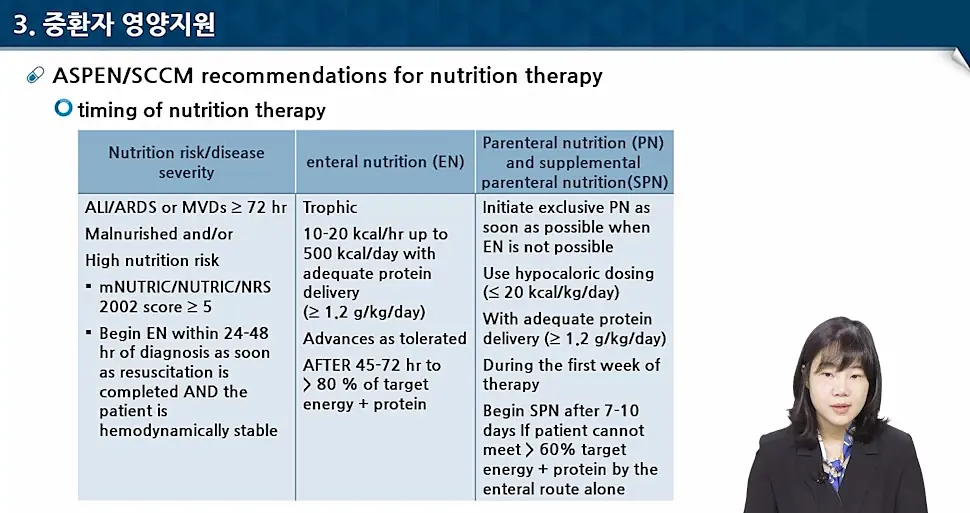 3. 중환자 영양지원
ASPEN/SCCM recommendations for nutrition therapy
timing of nutrition therapy
Nutrition risk/disease
severity
enteral nutrition (EN)
Parenteral nutrition (PN)
and supplemental
parenteral nutrition(SPN)
ALI/ARDS or MVDs ≥ 72 hr
Malnurished and/or
High nutrition risk
▪ mNUTRIC/NUTRIC/NRS
2002 score ≥ 5
▪ Begin EN within 24-48
hr of diagnosis as soon
as resuscitation is
completed AND the
patient is
hemodynamically stable
Trophic
10-20 kcal/hr up to
500 kcal/day with
adequate protein
delivery
(≥ 1.2 g/kg/day)
Advances as tolerated
AFTER 45-72 hr to
> 80 % of target
energy + protein
Initiate exclusive PN as
soon as possible when
EN is not possible
Use hypocaloric dosing
(≤ 20 kcal/kg/day)
With adequate protein
delivery (≥ 1.2 g/kg/day)
During the first week of
therapy
Begin SPN after 7-10
days If patient cannot
meet > 60% target
energy + protein by the
enteral route alone